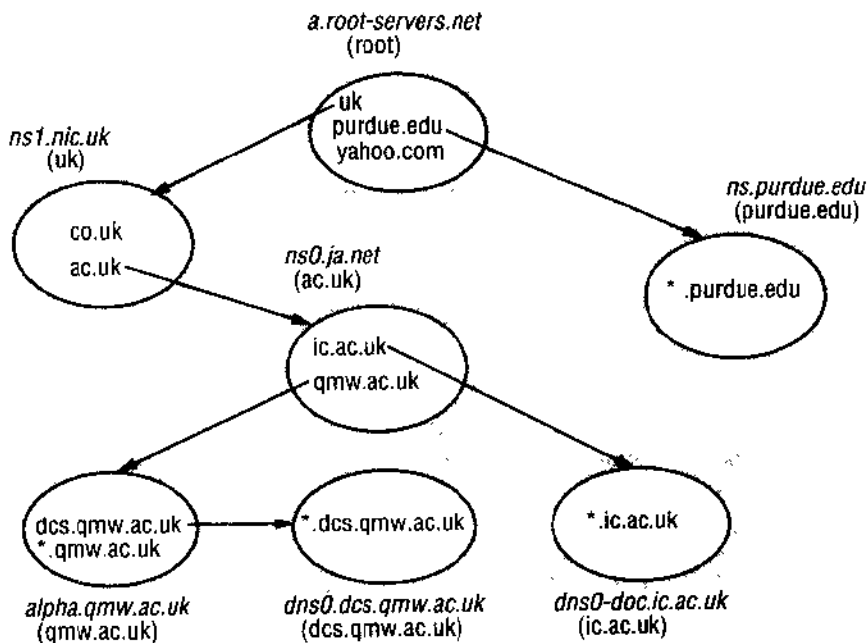 a.root-servers.net
(root)
uk
purdue.edu
yahoo.com
ns1.nic.uk
(uk)
co.uk
ac.uk
ns.purdue.edu
(purdue.edu)
* .purdue.edu
ns0.ja.net
(ac.uk)
ic.ac.uk
qmw.ac.uk
dcs.qmw.ac.uk
*.qmw.ac.uk
*.dcs.qmw.ac.uk
*.ic.ac.uk
alpha.qmw.ac.uk
(qmw.ac.uk)
dns0.dcs.qmw.ac.uk
(dcs.qmw.ac.uk)
dns0-doc.ic.ac.uk
(ic.ac.uk)